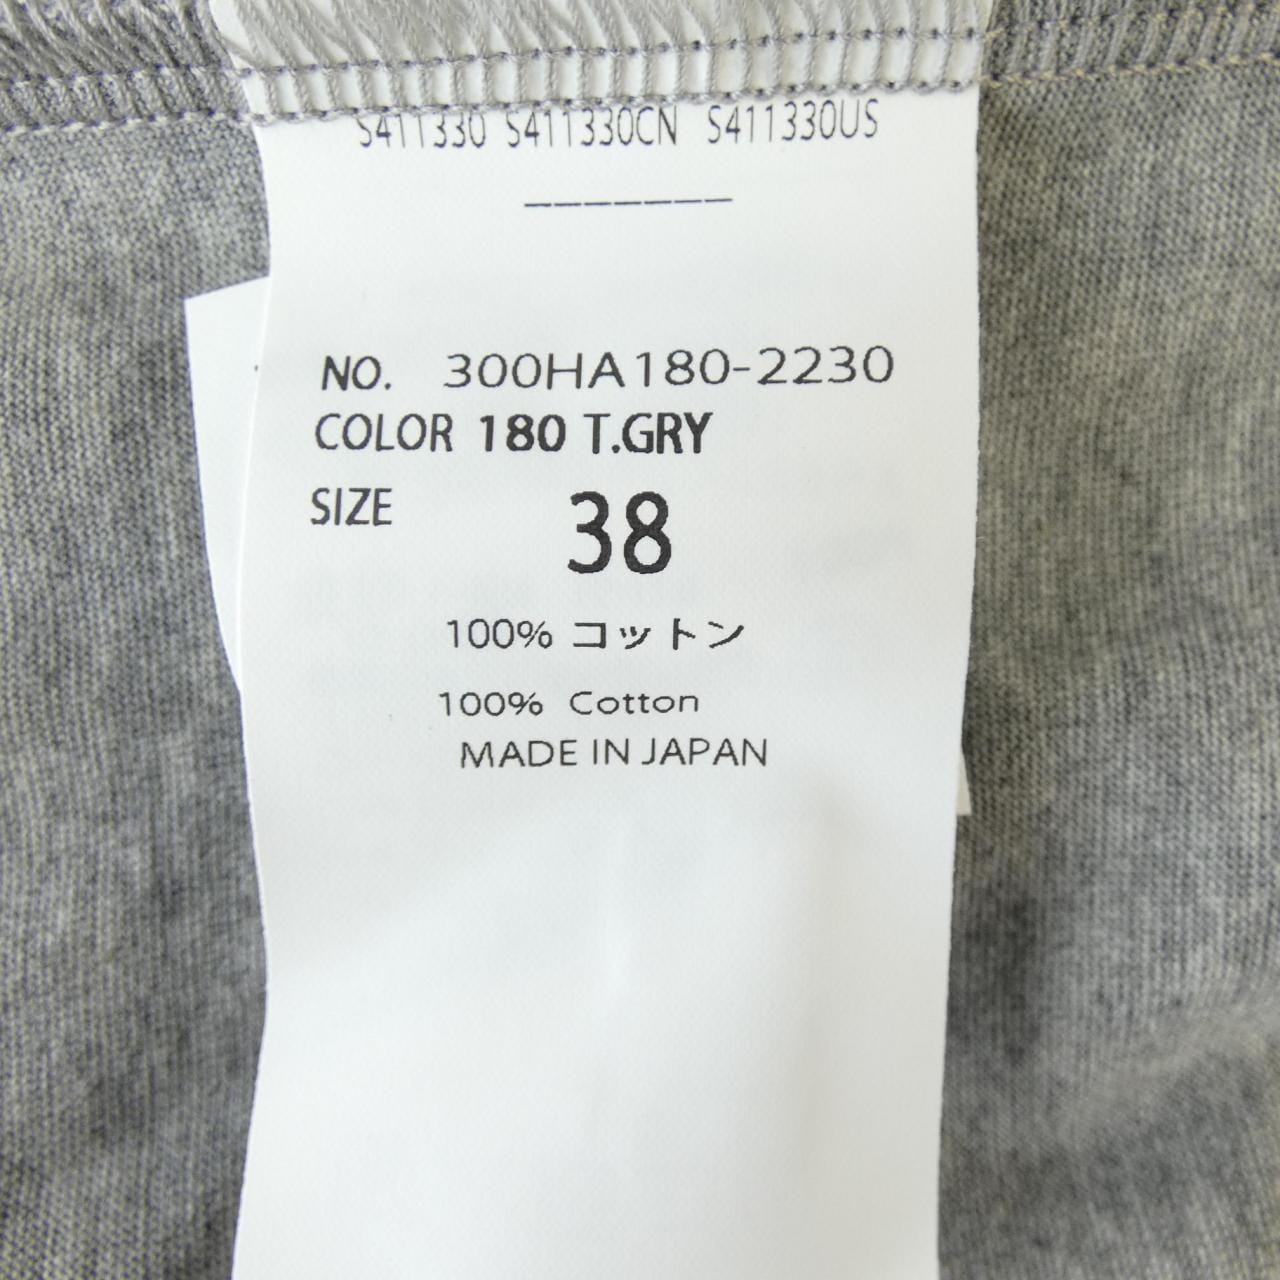 S411330 S411330CN S411330US
--------
NO. 300HA180-2230
COLOR 180 T.GRY
SIZE 38
100% コットン
100% Cotton
MADE IN JAPAN